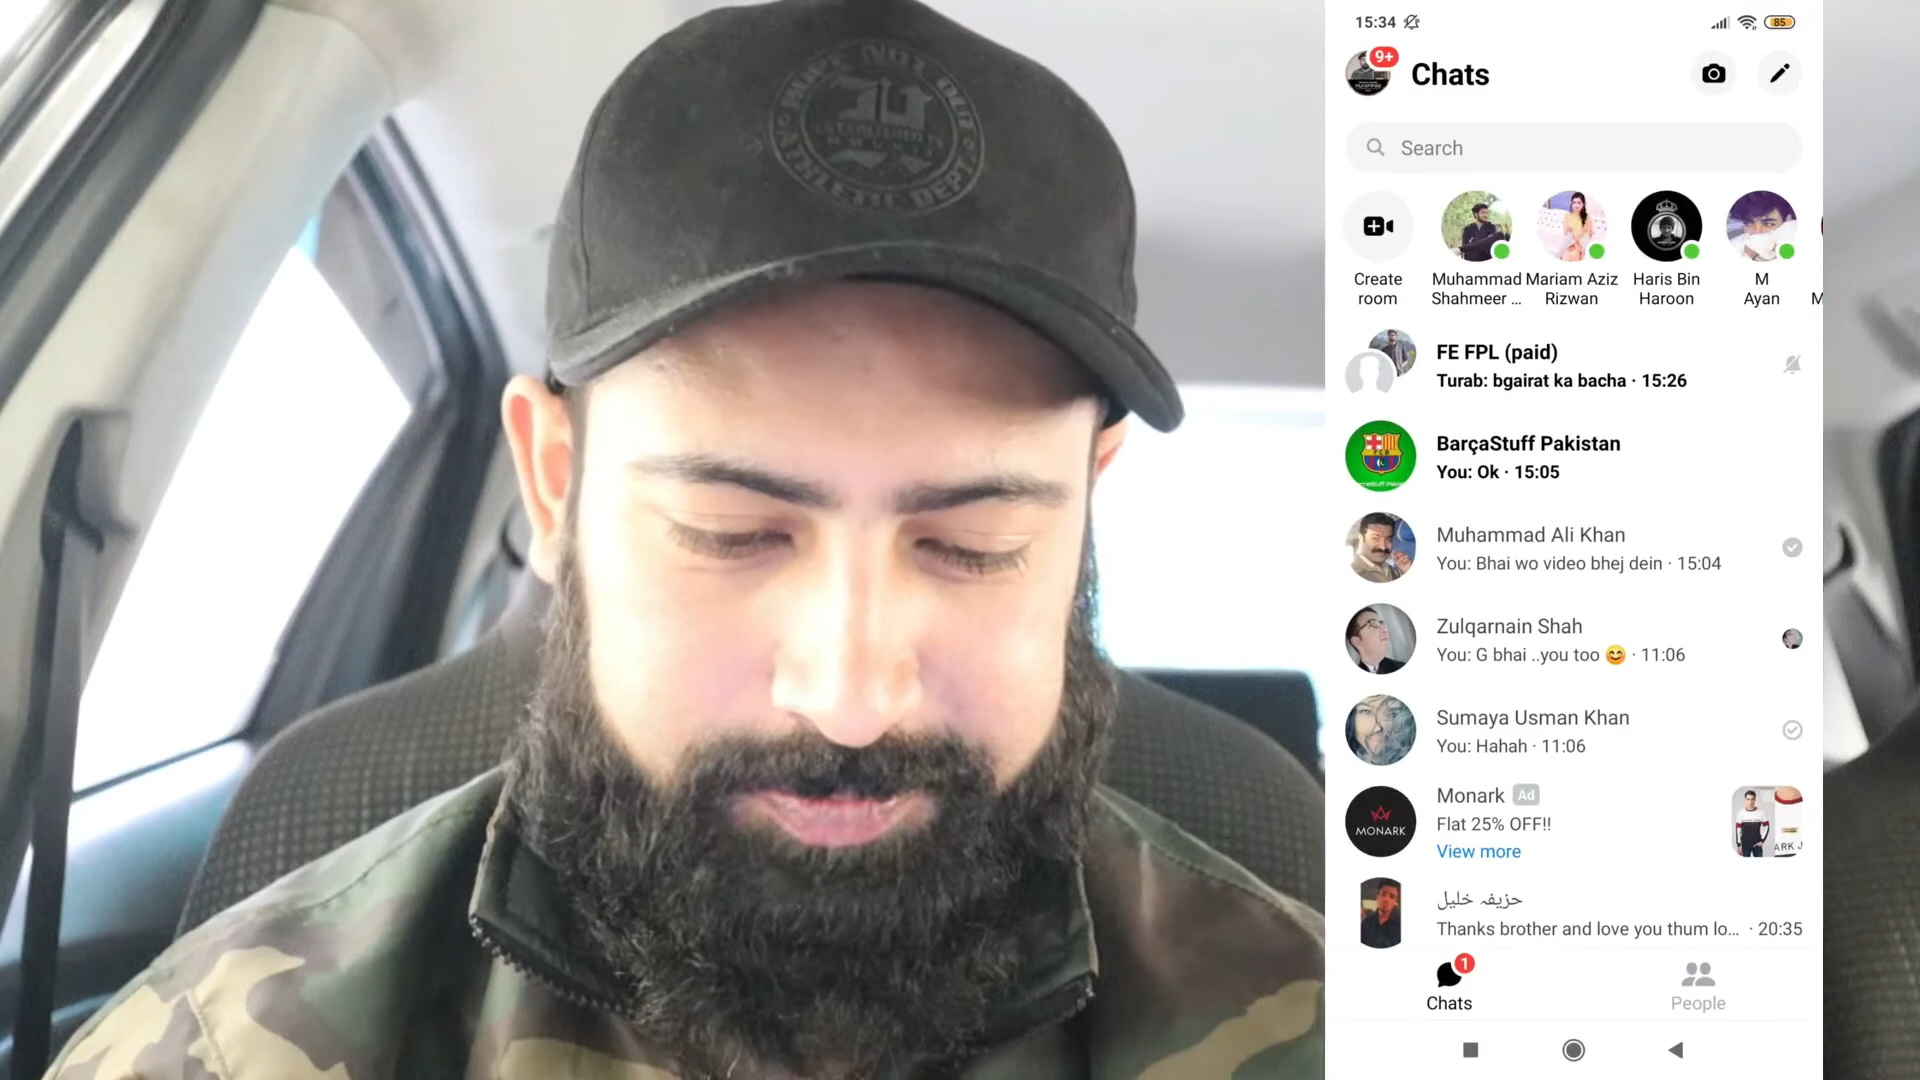 15:34
85
9+
Chats
Search
Create
room
Muhammad
Shahmeer ...
Mariam Aziz
Rizwan
Haris Bin
Haroon
M
Ayan
M
FE FPL (paid)
Turab: bgairat ka bacha · 15:26
BarçaStuff Pakistan
You: Ok · 15:05
Muhammad Ali Khan
You: Bhai wo video bhej dein · 15:04
Zulqarnain Shah
You: G bhai ..you too 😊 · 11:06
Sumaya Usman Khan
You: Hahah · 11:06
Monark Ad
Flat 25% OFF!!
View more
MONARK
ARK J
حزیفہ خلیل
Thanks brother and love you thum lo... · 20:35
1
Chats
People
ATHLETIC DEPT.